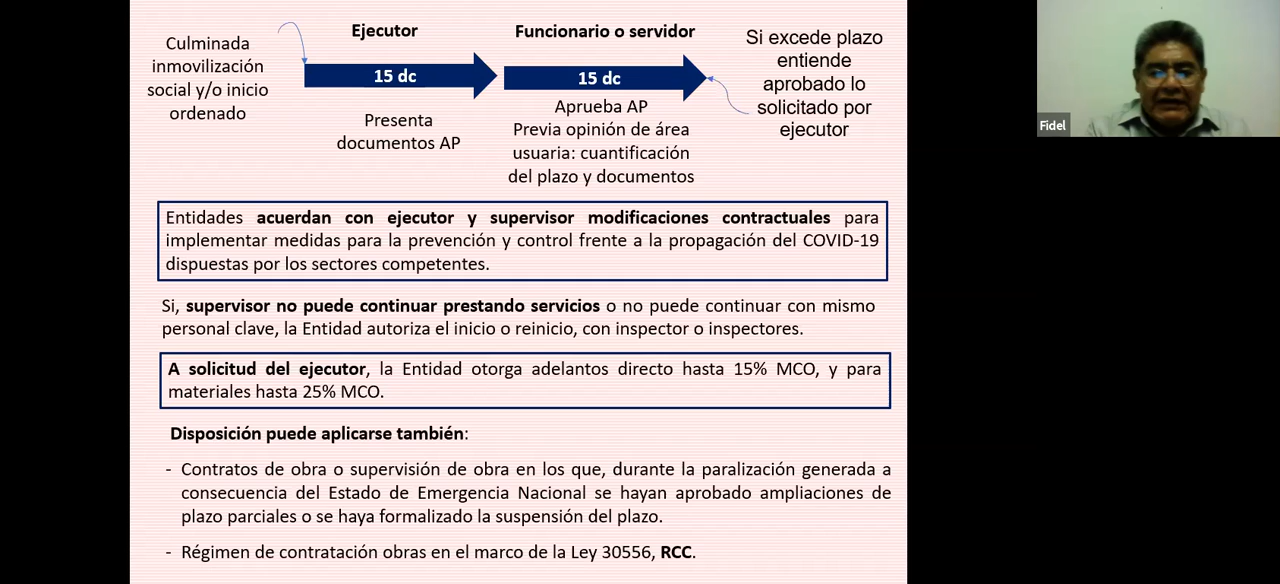 Culminada
inmovilización
social y/o inicio
ordenado
Ejecutor
15 dc
Presenta
documentos AP
Funcionario o servidor
15 dc
Aprueba AP
Previa opinión de área
usuaria: cuantificación
del plazo y documentos
Si excede plazo
entiende
aprobado lo
solicitado por
ejecutor
Fidel
Entidades acuerdan con ejecutor y supervisor modificaciones contractuales para
implementar medidas para la prevención y control frente a la propagación del COVID-19
dispuestas por los sectores competentes.
Si, supervisor no puede continuar prestando servicios o no puede continuar con mismo
personal clave, la Entidad autoriza el inicio o reinicio, con inspector o inspectores.
A solicitud del ejecutor, la Entidad otorga adelantos directo hasta 15% MCO, y para
materiales hasta 25% MCO.
Disposición puede aplicarse también:
- Contratos de obra o supervisión de obra en los que, durante la paralización generada a
consecuencia del Estado de Emergencia Nacional se hayan aprobado ampliaciones de
plazo parciales o se haya formalizado la suspensión del plazo.
- Régimen de contratación obras en el marco de la Ley 30556, RCC.